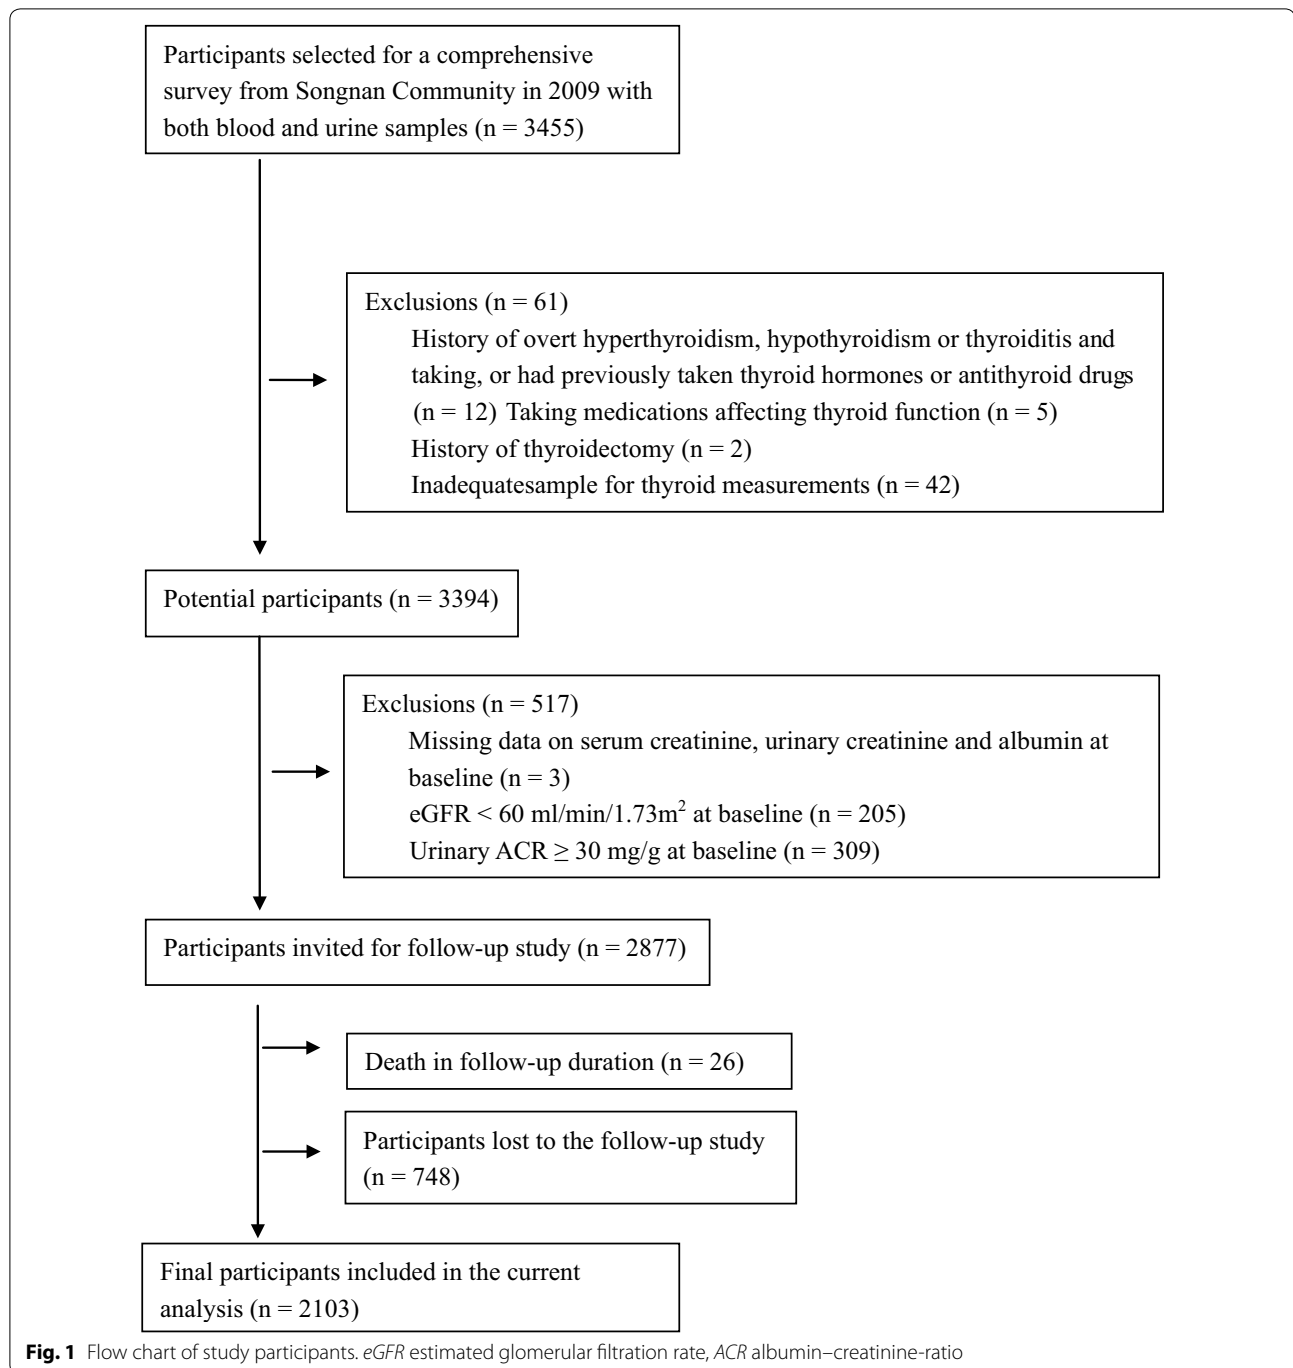 Participants selected for a comprehensive
survey from Songnan Community in 2009 with
both blood and urine samples (n = 3455)
Exclusions (n = 61)
History of overt hyperthyroidism, hypothyroidism or thyroiditis and
taking, or had previously taken thyroid hormones or antithyroid drugs
(n = 12) Taking medications affecting thyroid function (n = 5)
History of thyroidectomy (n = 2)
Inadequatesample for thyroid measurements (n = 42)
Potential participants (n = 3394)
Exclusions (n = 517)
Missing data on serum creatinine, urinary creatinine and albumin at
baseline (n = 3)
eGFR < 60 ml/min/1.73m² at baseline (n = 205)
Urinary ACR ≥ 30 mg/g at baseline (n = 309)
Participants invited for follow-up study (n = 2877)
Death in follow-up duration (n = 26)
Participants lost to the follow-up study
(n = 748)
Final participants included in the current
analysis (n = 2103)
Fig. 1 Flow chart of study participants. eGFR estimated glomerular filtration rate, ACR albumin–creatinine-ratio